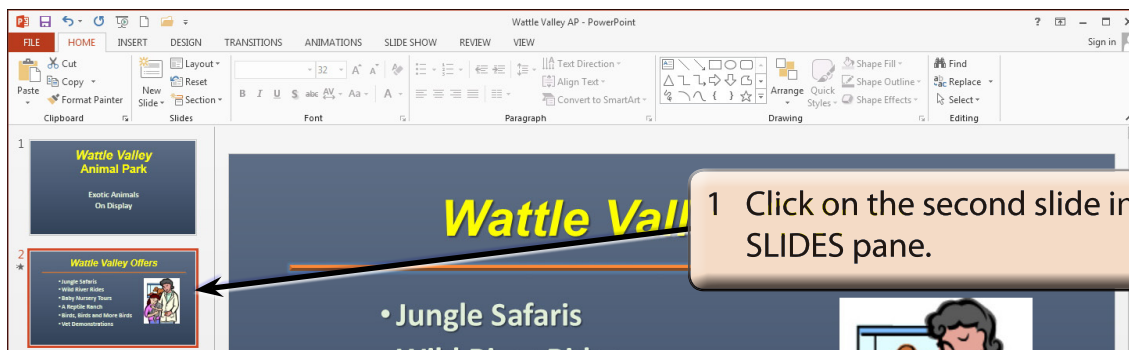 Wattle Valley AP - PowerPoint
?
FILE HOME INSERT DESIGN TRANSITIONS ANIMATIONS SLIDE SHOW REVIEW VIEW Sign in
Paste
Cut
Copy
Format Painter
Clipboard
New
Slide
Layout
Reset
Section
Slides
32 A A
B I U S abc AV Aa A
Font
Text Direction
Align Text
Convert to SmartArt
Paragraph
Arrange
Quick
Styles
Shape Fill
Shape Outline
Shape Effects
Drawing
Find
Replace
Select
Editing
1
Wattle Valley
Animal Park
Exotic Animals
On Display
2
Wattle Valley Offers
• Jungle Safaris
• Wild River Rides
• Baby Nursery Tours
• A Reptile Ranch
• Birds, Birds and More Birds
• Vet Demonstrations
Wattle Vall
• Jungle Safaris
1 Click on the second slide in
SLIDES pane.